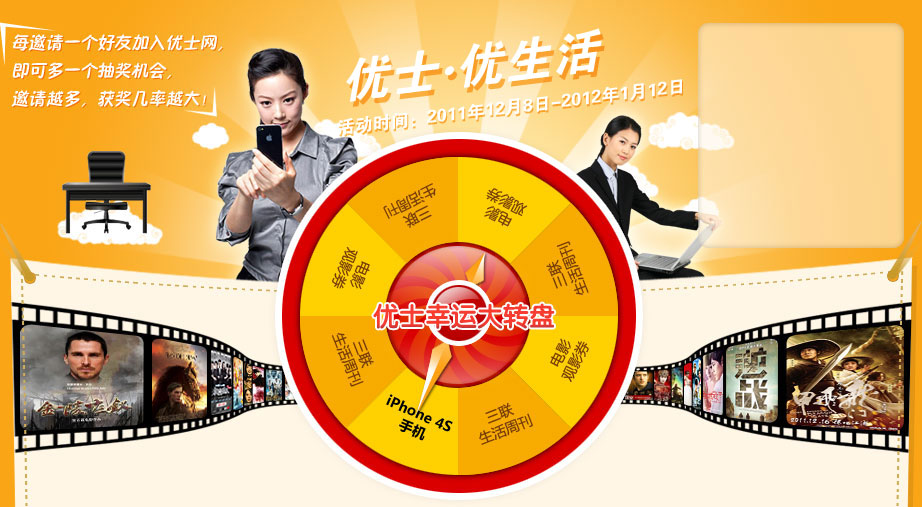 每邀请一个好友加入优士网,
即可多一个抽奖机会,
邀请越多, 获奖几率越大!
优士·优生活
活动时间: 2011年12月8日-2012年1月12日
三联
生活周刊
电影
观影券
电影
观影券
三联
生活周刊
优士幸运大转盘
三联
生活周刊
电影
观影券
iPhone 4S
手机
三联
生活周刊
逆战
2011.12.16